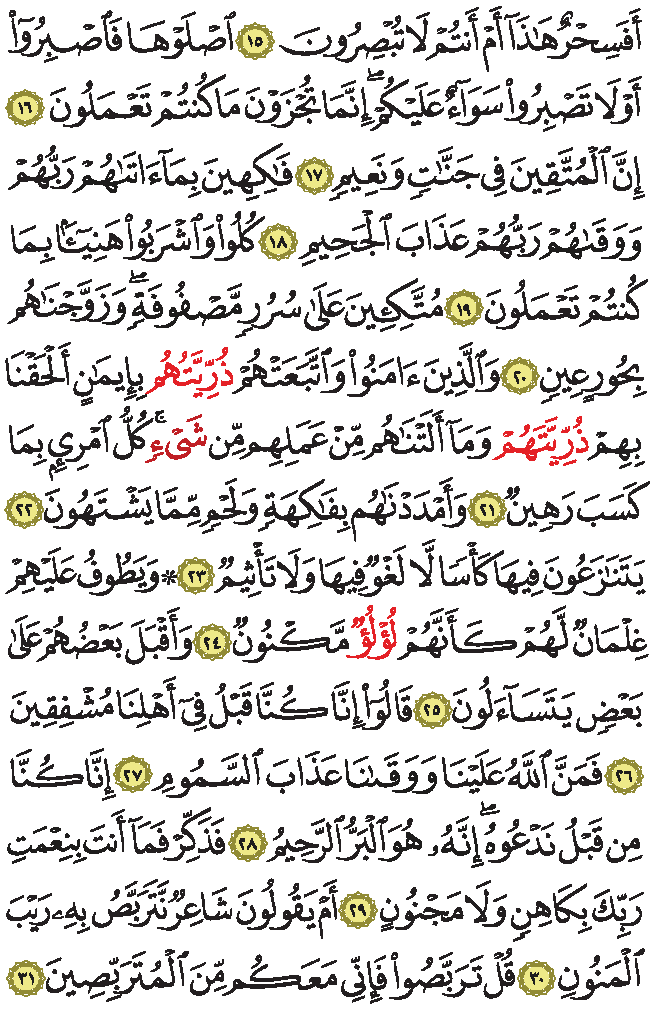 أَفَسِحْرٌ هَٰذَآ أَمْ أَنتُمْ لَا تُبْصِرُونَ ١٥ ٱصْلَوْهَا فَٱصْبِرُوٓا۟
أَوْ لَا تَصْبِرُوا۟ سَوَآءٌ عَلَيْكُمْ ۖ إِنَّمَا تُجْزَوْنَ مَا كُنتُمْ تَعْمَلُونَ ١٦
إِنَّ ٱلْمُتَّقِينَ فِى جَنَّٰتٍ وَنَعِيمٍ ١٧ فَٰكِهِينَ بِمَآ ءَاتَىٰهُمْ رَبُّهُمْ
وَوَقَىٰهُمْ رَبُّهُمْ عَذَابَ ٱلْجَحِيمِ ١٨ كُلُوا۟ وَٱشْرَبُوا۟ هَنِيٓـَٔۢا بِمَا
كُنتُمْ تَعْمَلُونَ ١٩ مُتَّكِـِٔينَ عَلَىٰ سُرُرٍ مَّصْفُوفَةٍ ۖ وَزَوَّجْنَٰهُم
بِحُورٍ عِينٍ ٢٠ وَٱلَّذِينَ ءَامَنُوا۟ وَٱتَّبَعَتْهُمْ ذُرِّيَّتُهُم بِإِيمَٰنٍ أَلْحَقْنَا
بِهِمْ ذُرِّيَّتَهُمْ وَمَآ أَلَتْنَٰهُم مِّنْ عَمَلِهِم مِّن شَىْءٍ ۚ كُلُّ ٱمْرِئٍۭ بِمَا
كَسَبَ رَهِينٌ ٢١ وَأَمْدَدْنَٰهُم بِفَٰكِهَةٍ وَلَحْمٍ مِّمَّا يَشْتَهُونَ ٢٢
يَتَنَٰزَعُونَ فِيهَا كَأْسًا لَّا لَغْوٌ فِيهَا وَلَا تَأْثِيمٌ ٢٣ * وَيَطُوفُ عَلَيْهِمْ
غِلْمَانٌ لَّهُمْ كَأَنَّهُمْ لُؤْلُؤٌ مَّكْنُونٌ ٢٤ وَأَقْبَلَ بَعْضُهُمْ عَلَىٰ
بَعْضٍ يَتَسَآءَلُونَ ٢٥ قَالُوٓا۟ إِنَّا كُنَّا قَبْلُ فِىٓ أَهْلِنَا مُشْفِقِينَ
٢٦ فَمَنَّ ٱللَّهُ عَلَيْنَا وَوَقَىٰنَا عَذَابَ ٱلسَّمُومِ ٢٧ إِنَّا كُنَّا
مِن قَبْلُ نَدْعُوهُ ۖ إِنَّهُۥ هُوَ ٱلْبَرُّ ٱلرَّحِيمُ ٢٨ فَذَكِّرْ فَمَآ أَنتَ بِنِعْمَتِ
رَبِّكَ بِكَاهِنٍ وَلَا مَجْنُونٍ ٢٩ أَمْ يَقُولُونَ شَاعِرٌ نَّتَرَبَّصُ بِهِۦ رَيْبَ
ٱلْمَنُونِ ٣٠ قُلْ تَرَبَّصُوا۟ فَإِنِّى مَعَكُم مِّنَ ٱلْمُتَرَبِّصِينَ ٣١